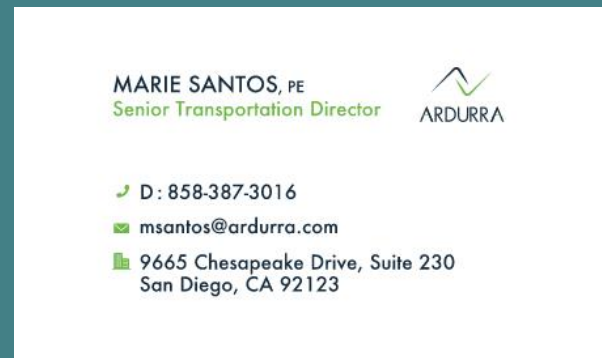 MARIE SANTOS, PE
Senior Transportation Director
ARDURRA
D: 858-387-3016
msantos@ardurra.com
9665 Chesapeake Drive, Suite 230
San Diego, CA 92123